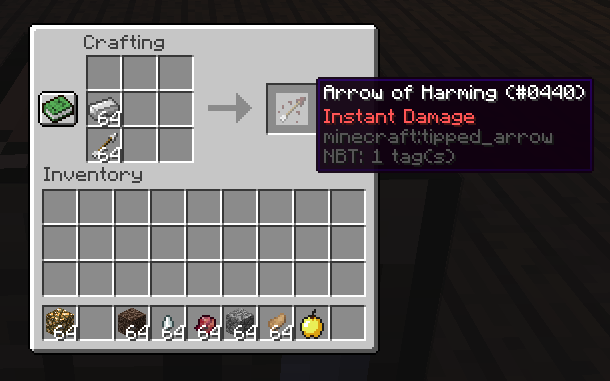 Crafting
64
64
Arrow of Harming (#0440)
Instant Damage
minecraft:tipped_arrow
NBT: 1 tag(s)
Inventory
64 64 64 64 64 64